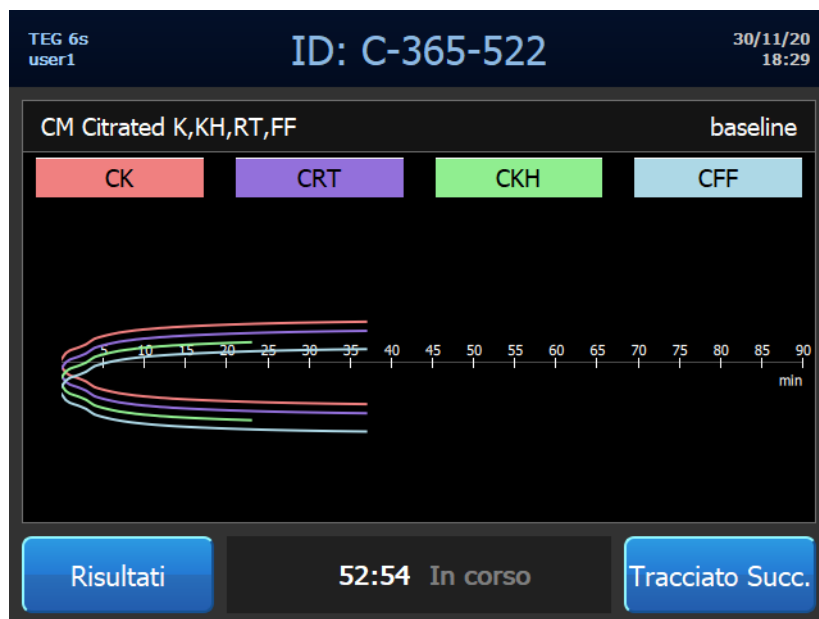 TEG 6s
user1
ID: C-365-522
30/11/20
18:29
CM Citrated K,KH,RT,FF
baseline
CK
CRT
CKH
CFF
5 10 15 20 25 30 35 40 45 50 55 60 65 70 75 80 85 90
min
Risultati
52:54 In corso
Tracciato Succ.